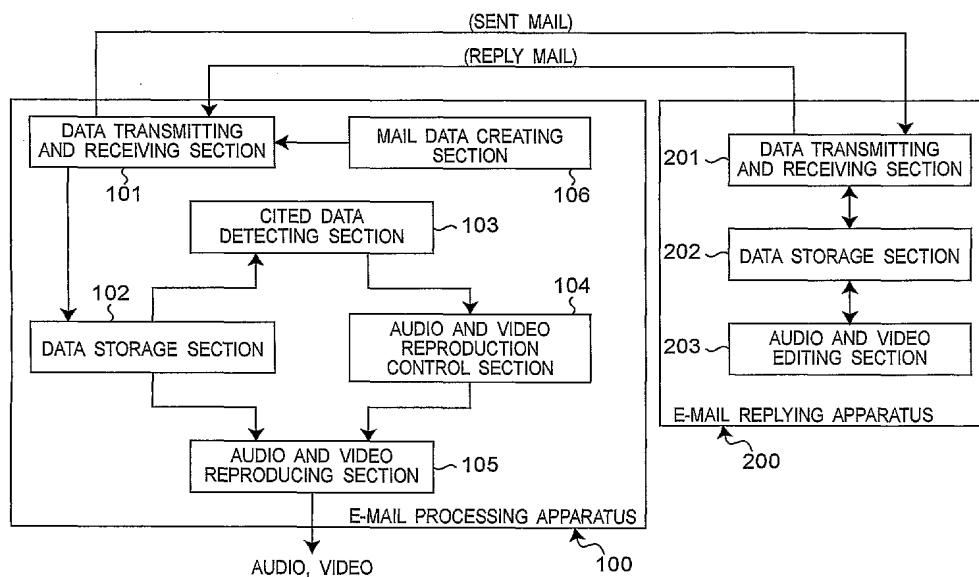 (SENT MAIL)
(REPLY MAIL)
DATA TRANSMITTING
AND RECEIVING SECTION
101
MAIL DATA CREATING
SECTION
106
CITED DATA
DETECTING SECTION
103
102
DATA STORAGE SECTION
104
AUDIO AND VIDEO
REPRODUCTION
CONTROL SECTION
AUDIO AND VIDEO
REPRODUCING SECTION
105
E-MAIL PROCESSING APPARATUS
100
AUDIO, VIDEO
201
DATA TRANSMITTING
AND RECEIVING SECTION
202
DATA STORAGE SECTION
203
AUDIO AND VIDEO
EDITING SECTION
E-MAIL REPLYING APPARATUS
200